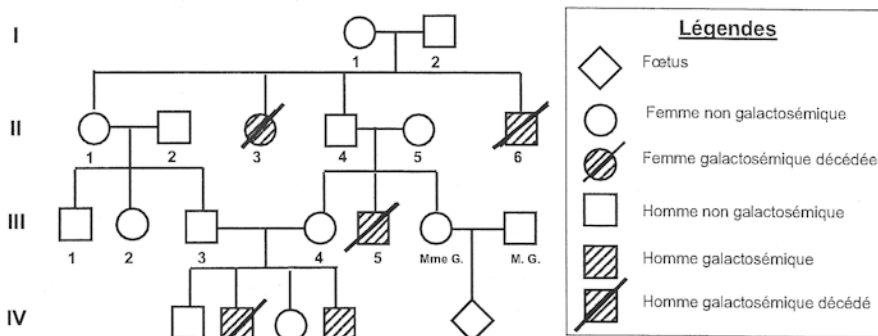 I
1 2
II
1 2 3 4 5 6
III
1 2 3 4 5 Mme G. M. G.
IV
Légendes
Fœtus
Femme non galactosémique
Femme galactosémique décédée
Homme non galactosémique
Homme galactosémique
Homme galactosémique décédé